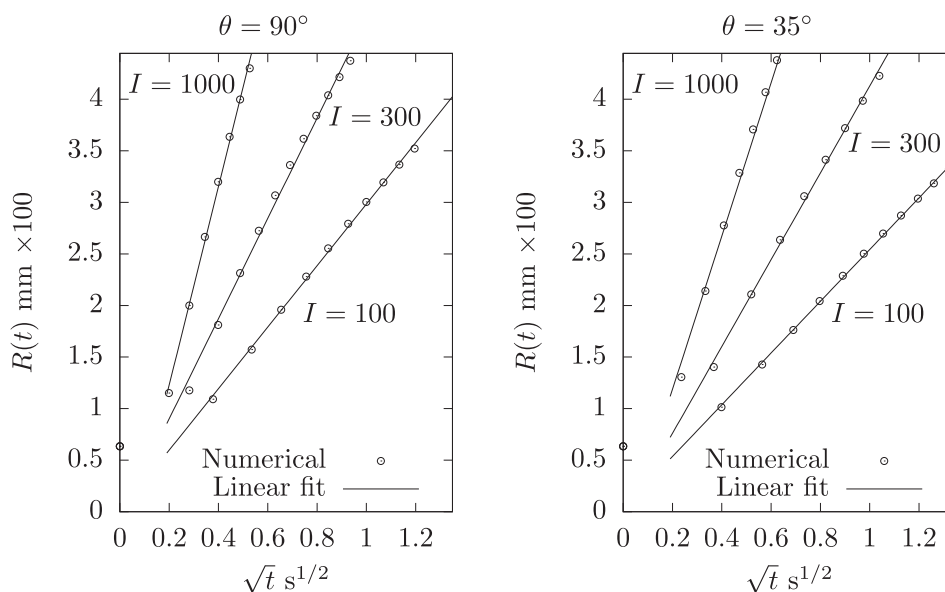 θ = 90°
I = 1000
I = 300
I = 100
Numerical
Linear fit
R(t) mm ×100
0
0.5
1
1.5
2
2.5
3
3.5
4
0 0.2 0.4 0.6 0.8 1 1.2
√t s^{1/2}
θ = 35°
I = 1000
I = 300
I = 100
Numerical
Linear fit
R(t) mm ×100
0
0.5
1
1.5
2
2.5
3
3.5
4
0 0.2 0.4 0.6 0.8 1 1.2
√t s^{1/2}